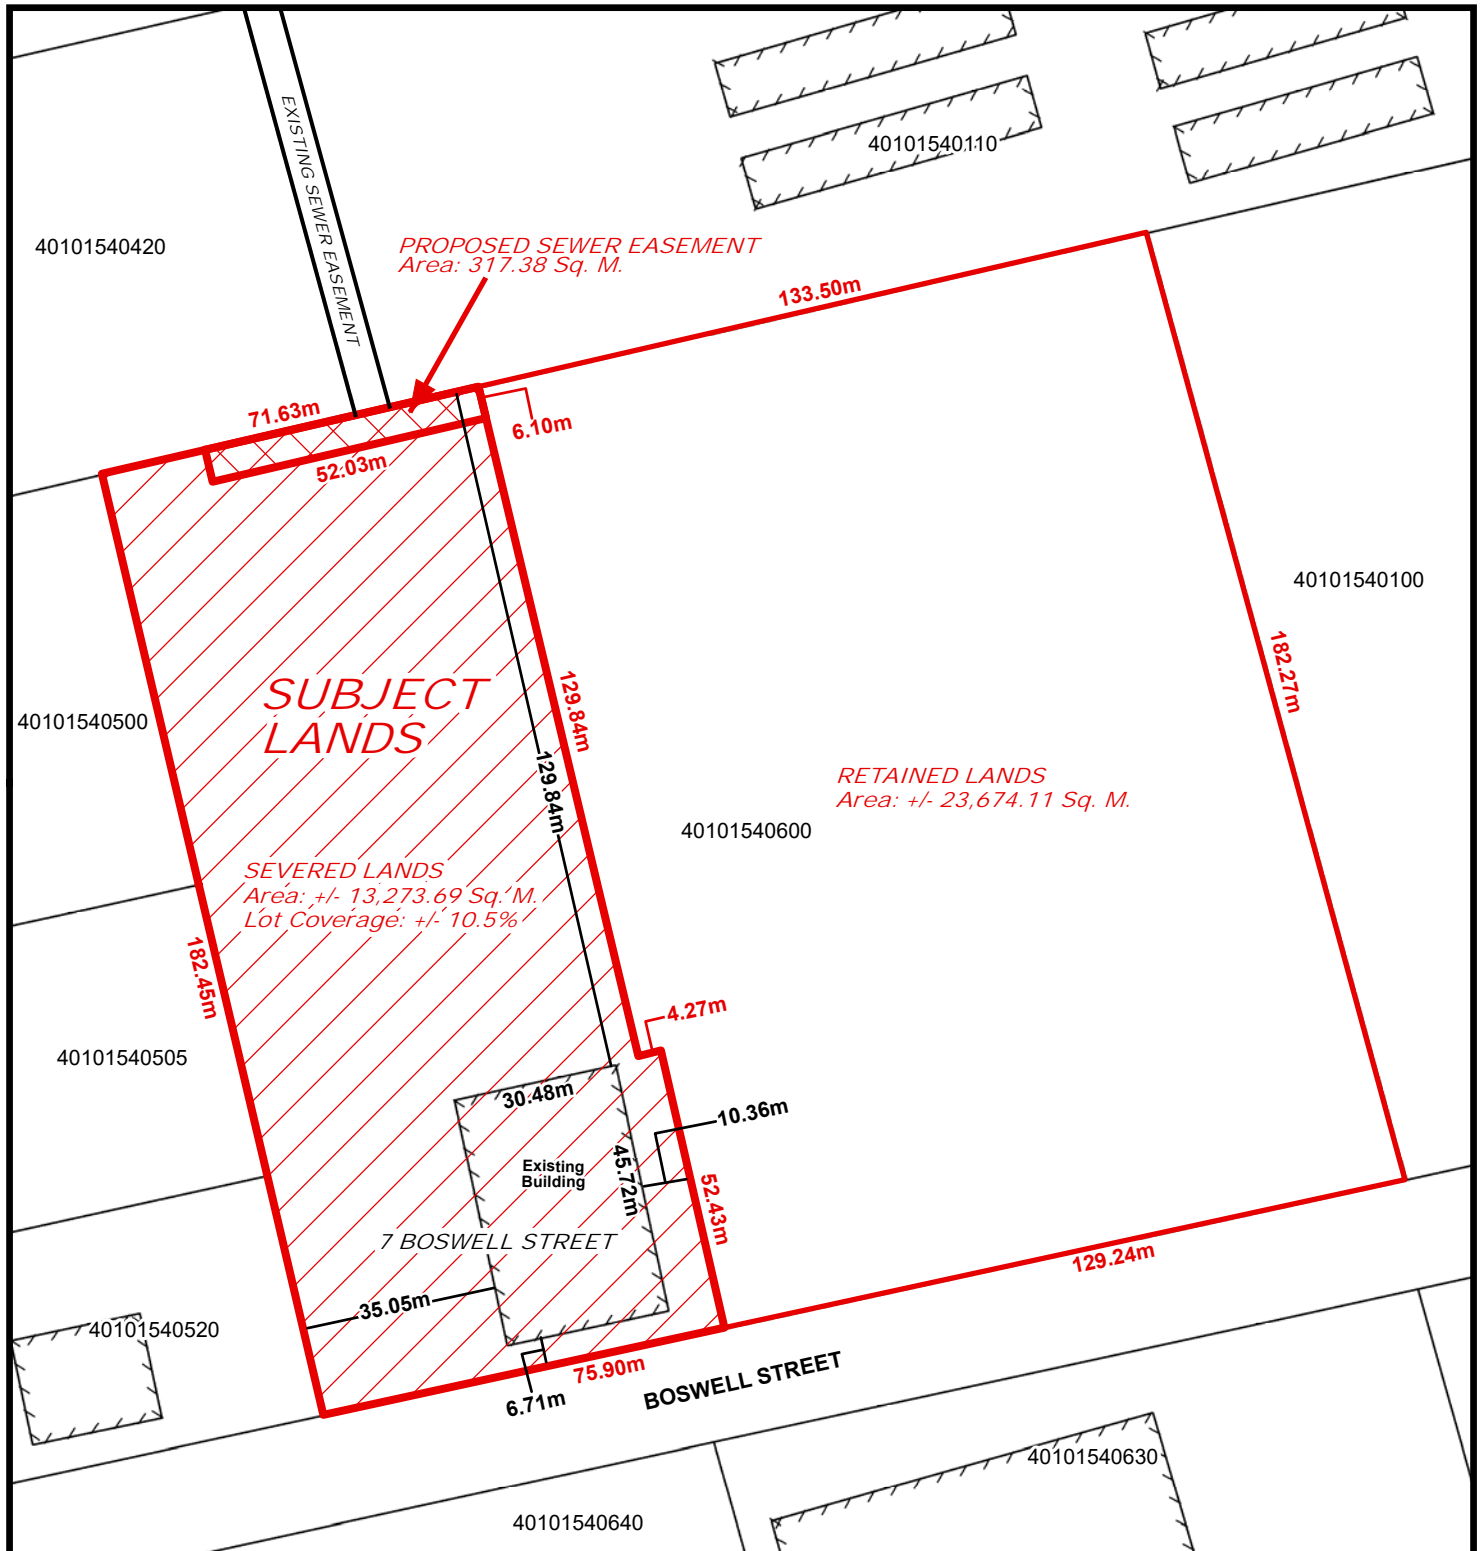 40101540110
EXISTING SEWER EASEMENT
40101540420
PROPOSED SEWER EASEMENT
Area: 317.38 Sq. M.
133.50m
71.63m
6.10m
52.03m
40101540100
182.27m
SUBJECT
LANDS
129.84m
40101540500
129.84m
RETAINED LANDS
Area: +/- 23,674.11 Sq. M.
40101540600
SEVERED LANDS
Area: +/- 13,273.69 Sq. M.
Lot Coverage: +/- 10.5%
182.45m
4.27m
40101540505
30.48m
10.36m
Existing
Building
45.72m
52.43m
7 BOSWELL STREET
129.24m
35.05m
40101540520
75.90m
6.71m
BOSWELL STREET
40101540630
40101540640